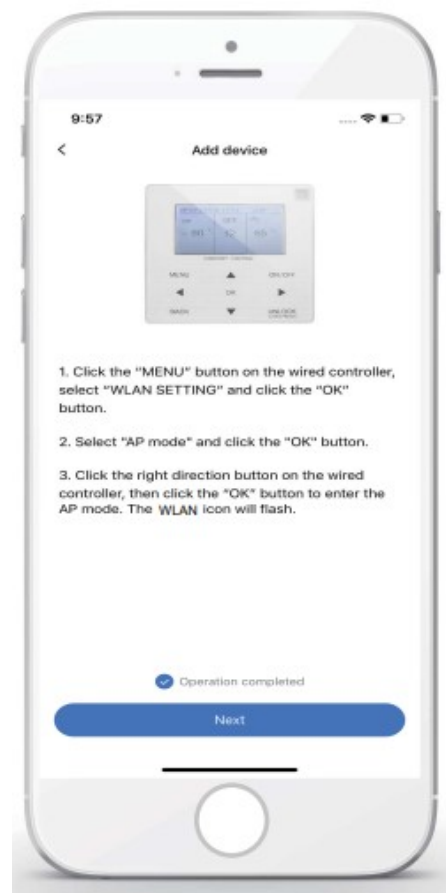 9:57
Add device
MENU
ON/OFF
OK
UNLOCK
1. Click the "MENU" button on the wired controller,
select "WLAN SETTING" and click the "OK"
button.
2. Select "AP mode" and click the "OK" button.
3. Click the right direction button on the wired
controller, then click the "OK" button to enter the
AP mode. The WLAN icon will flash.
Operation completed
Next